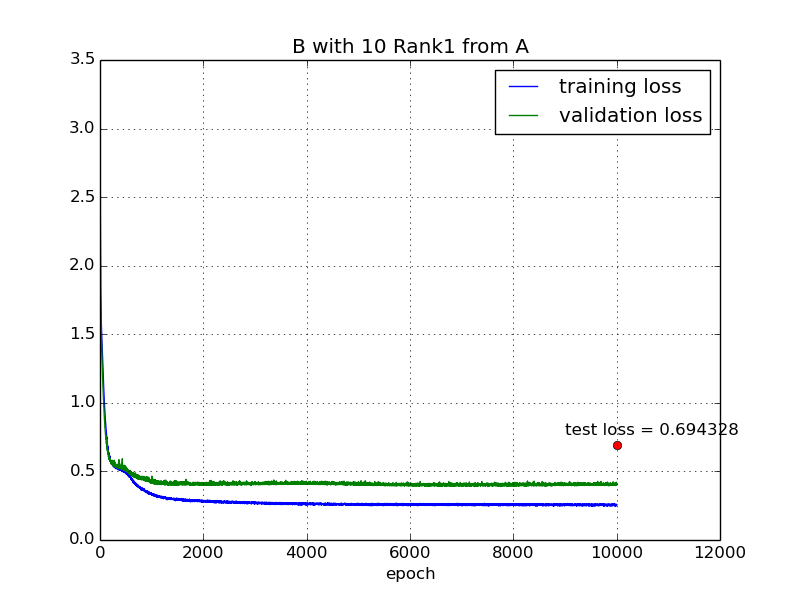 B with 10 Rank1 from A
training loss
validation loss
3.5
3.0
2.5
2.0
1.5
1.0
0.5
0.0
test loss = 0.694328
0 2000 4000 6000 8000 10000 12000
epoch